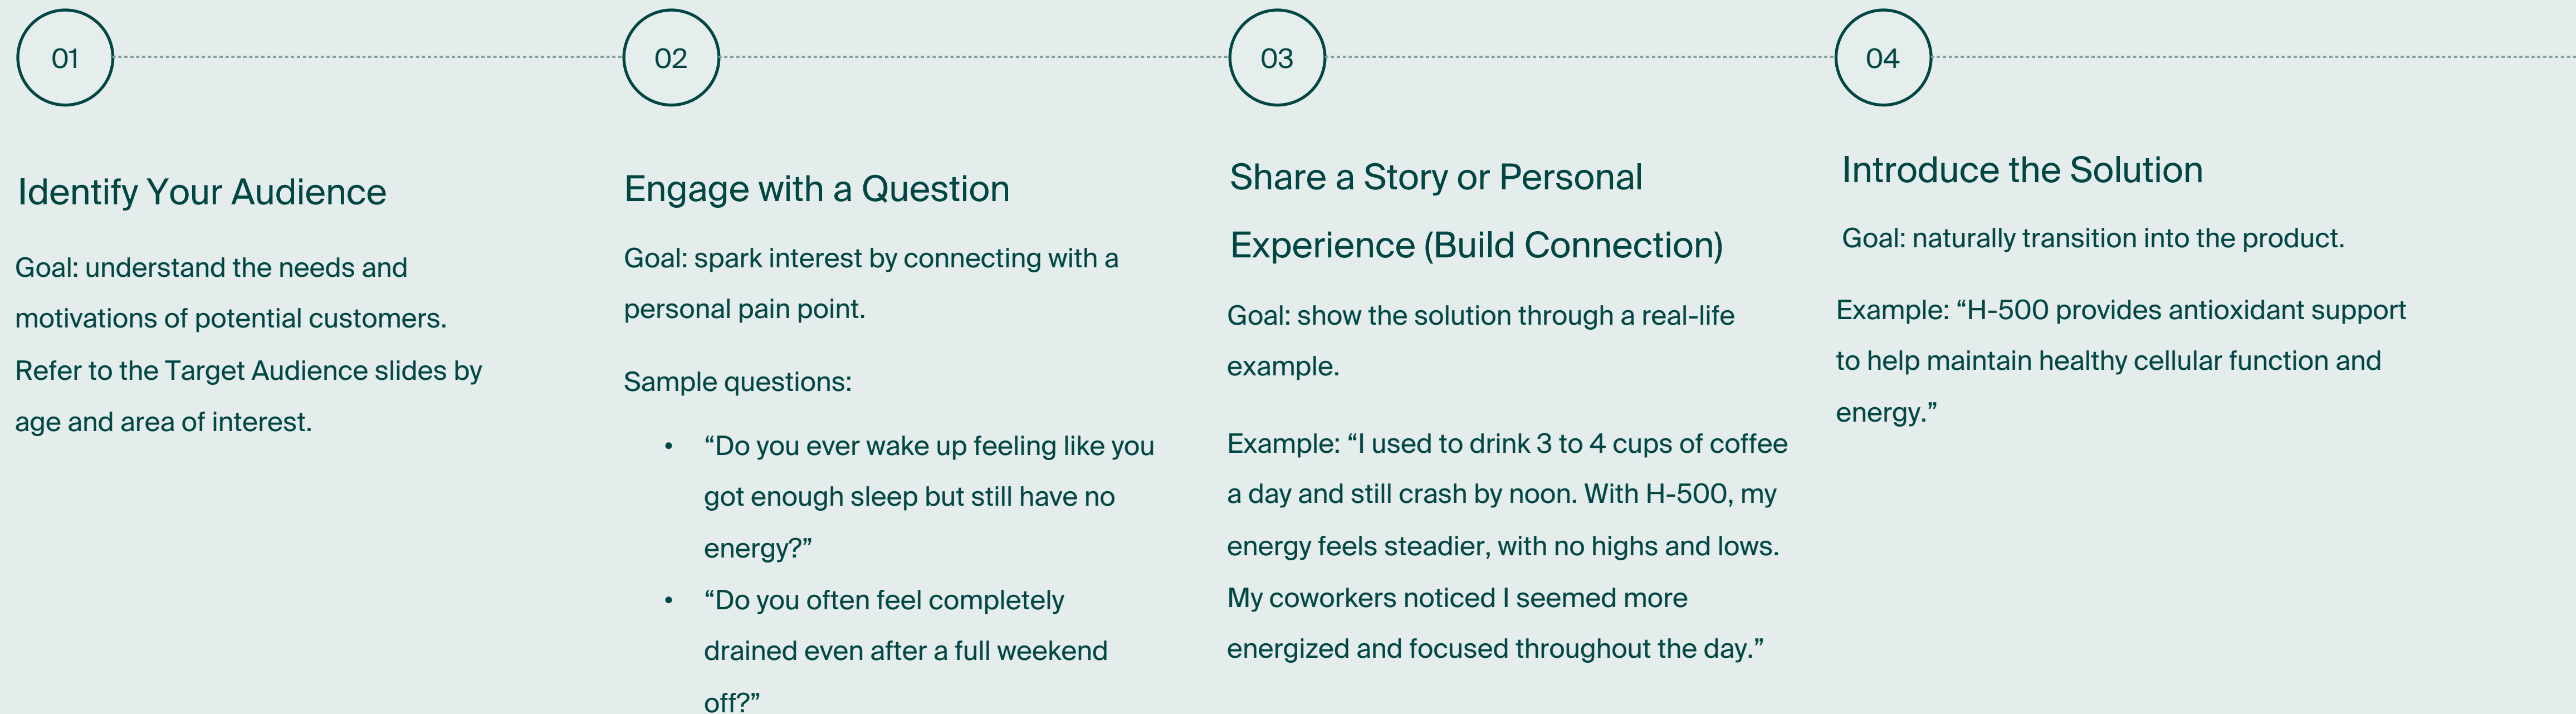 01
Identify Your Audience
Goal: understand the needs and
motivations of potential customers.
Refer to the Target Audience slides by
age and area of interest.
02
Engage with a Question
Goal: spark interest by connecting with a
personal pain point.
Sample questions:
• “Do you ever wake up feeling like you
got enough sleep but still have no
energy?”
• “Do you often feel completely
drained even after a full weekend
off?”
03
Share a Story or Personal
Experience (Build Connection)
Goal: show the solution through a real-life
example.
Example: “I used to drink 3 to 4 cups of coffee
a day and still crash by noon. With H-500, my
energy feels steadier, with no highs and lows.
My coworkers noticed I seemed more
energized and focused throughout the day.”
04
Introduce the Solution
Goal: naturally transition into the product.
Example: “H-500 provides antioxidant support
to help maintain healthy cellular function and
energy.”